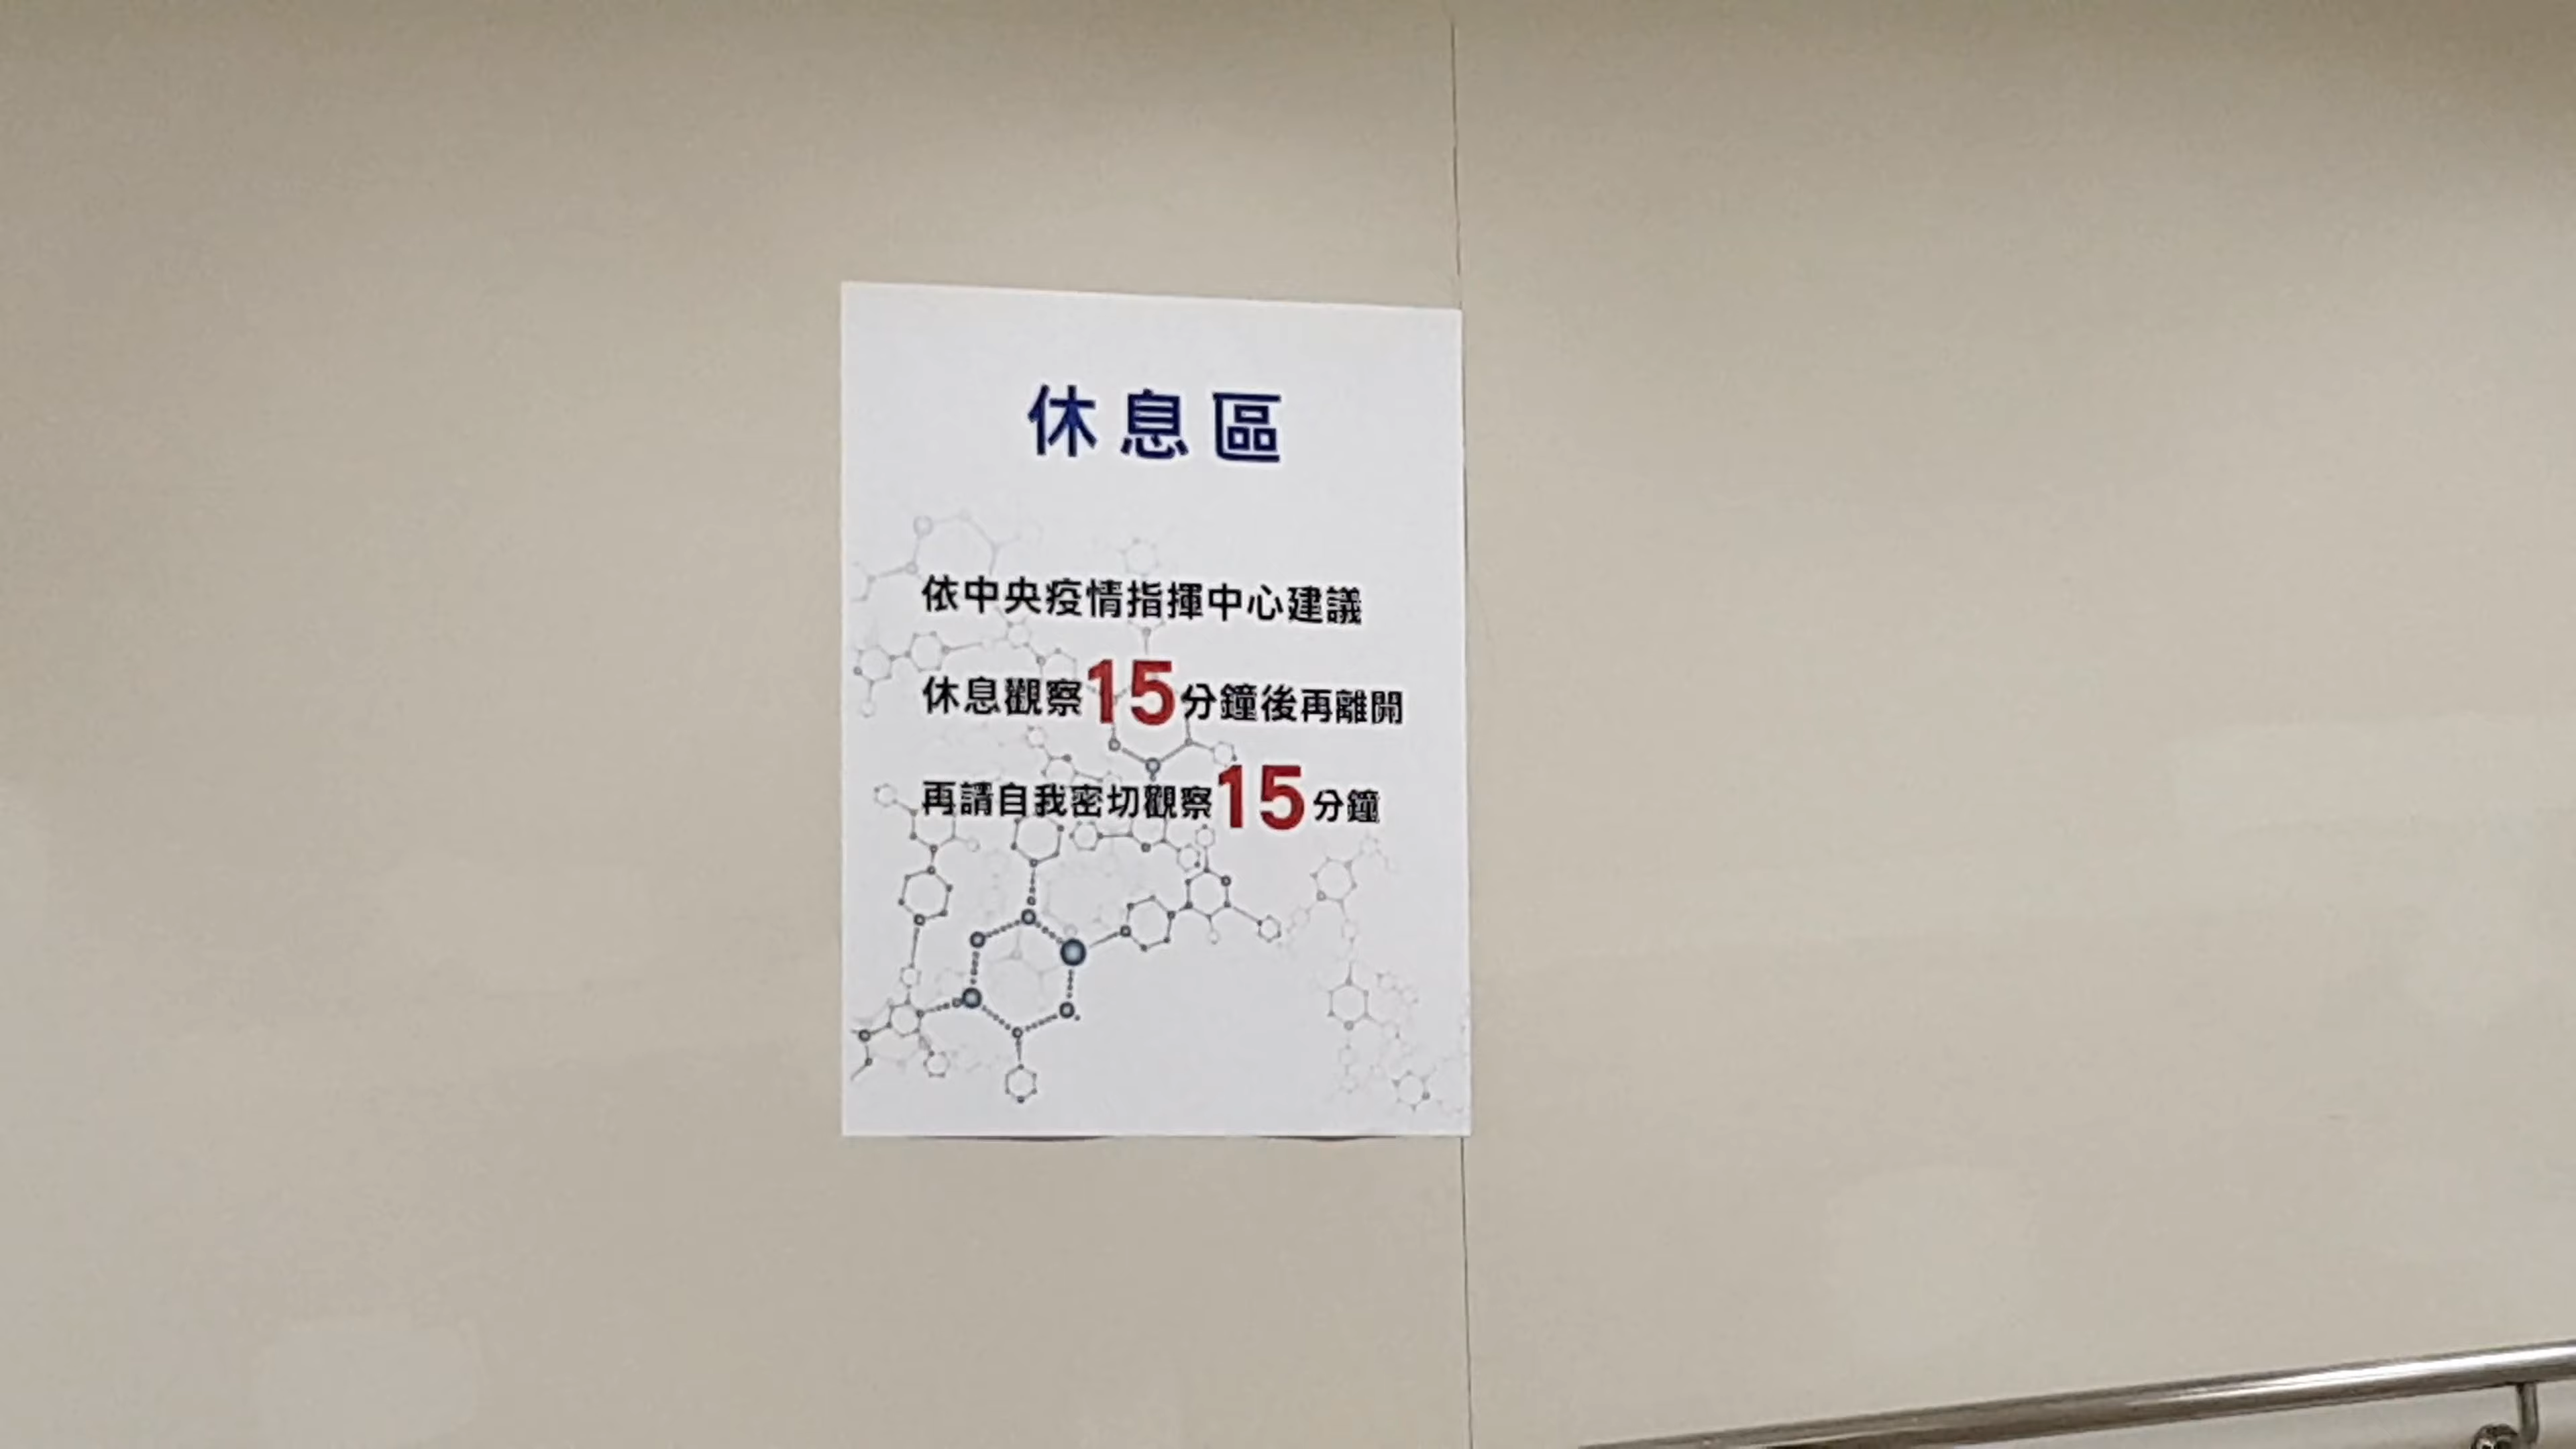 休息區
依中央疫情指揮中心建議
休息觀察15分鐘後再離開
再請自我密切觀察15分鐘